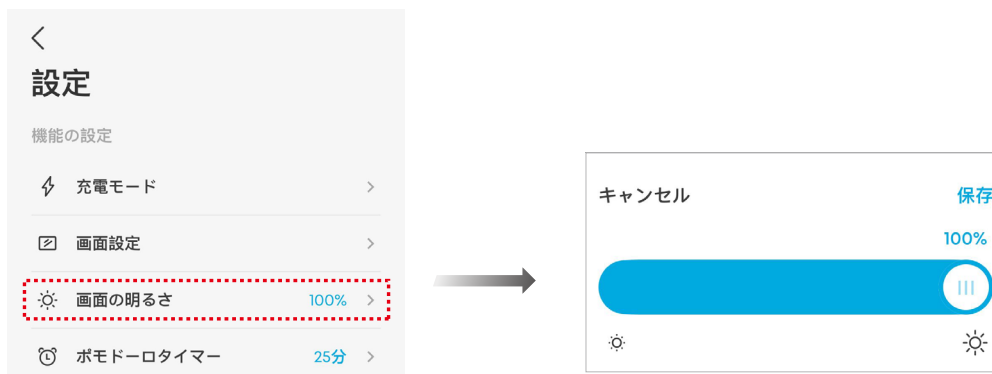 設定
機能の設定
充電モード
画面設定
画面の明るさ 100%
ポモドーロタイマー 25分
キャンセル 保存
100%